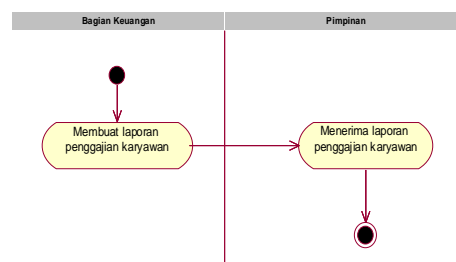 Bagian Keuangan
Pimpinan
Membuat laporan
penggajian karyawan
Menerima laporan
penggajian karyawan